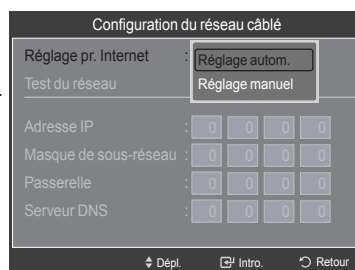 Configuration du réseau câblé
Réglage pr. Internet : Réglage autom.
Test du réseau Réglage manuel
Adresse IP : 0 0 0 0
Masque de sous-réseau : 0 0 0 0
Passerelle : 0 0 0 0
Serveur DNS : 0 0 0 0
Dépl. Intro. Retour